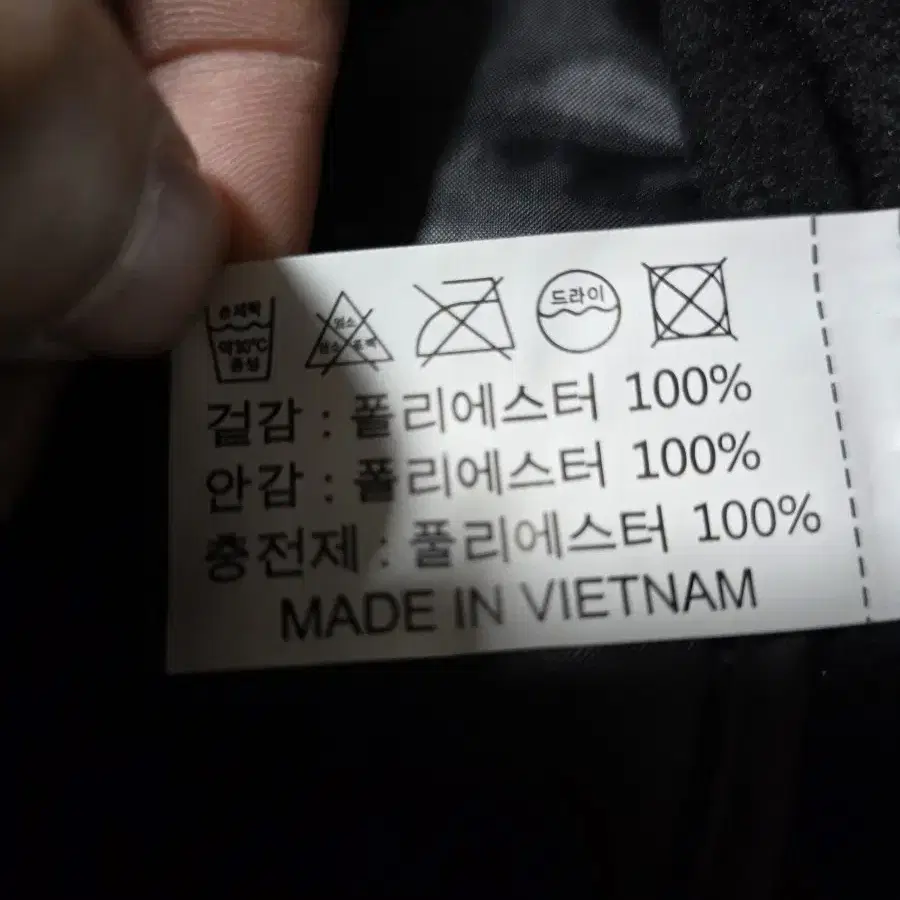 손세탁
약30℃
중성
염소
드라이
겉감 : 폴리에스터 100%
안감 : 폴리에스터 100%
충전제 : 폴리에스터 100%
MADE IN VIETNAM